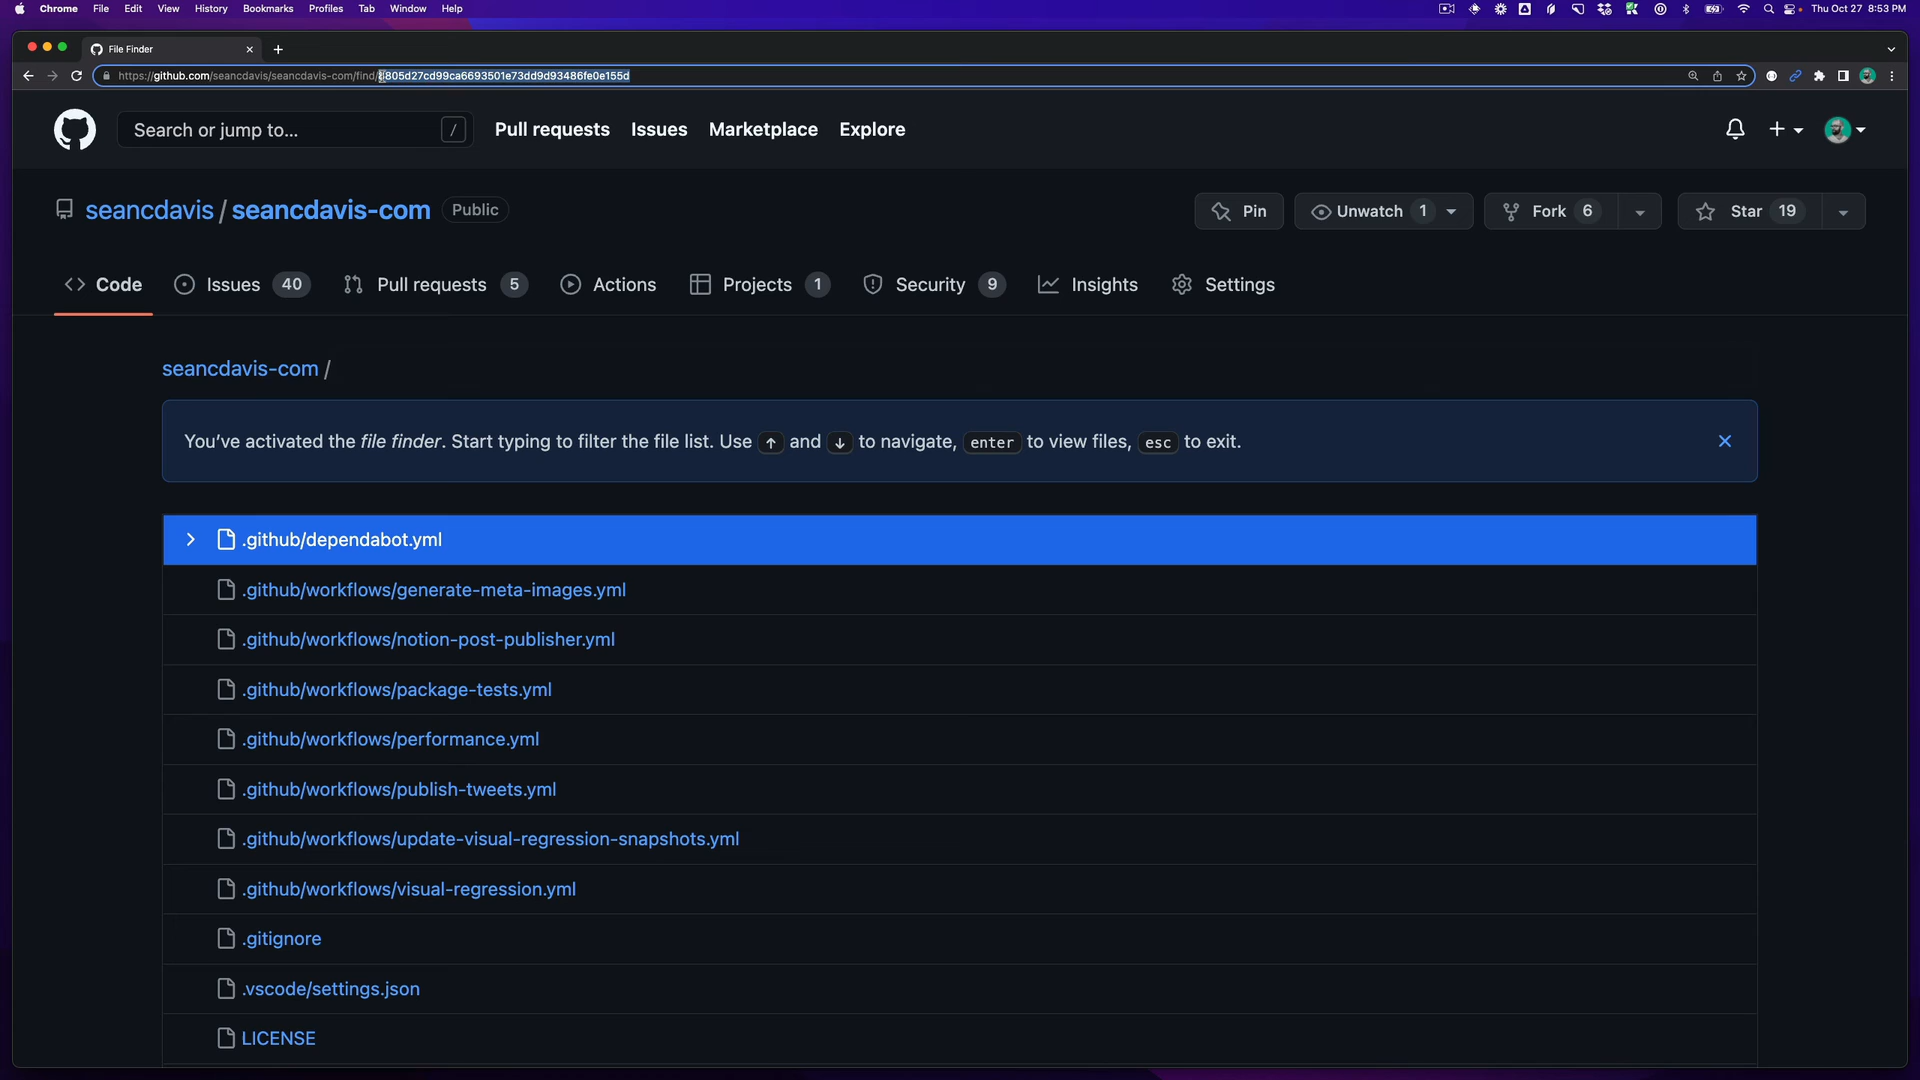 Chrome File Edit View History Bookmarks Profiles Tab Window Help Thu Oct 27 8:53 PM
File Finder
https://github.com/seancdavis/seancdavis-com/find/8805d27cd99ca6693501e73dd9d93486fe0e155d
Search or jump to... / Pull requests Issues Marketplace Explore
seancdavis / seancdavis-com Public Pin Unwatch 1 Fork 6 Star 19
Code Issues 40 Pull requests 5 Actions Projects 1 Security 9 Insights Settings
seancdavis-com /
You’ve activated the file finder. Start typing to filter the file list. Use ↑ and ↓ to navigate, enter to view files, esc to exit.
.github/dependabot.yml
.github/workflows/generate-meta-images.yml
.github/workflows/notion-post-publisher.yml
.github/workflows/package-tests.yml
.github/workflows/performance.yml
.github/workflows/publish-tweets.yml
.github/workflows/update-visual-regression-snapshots.yml
.github/workflows/visual-regression.yml
.gitignore
.vscode/settings.json
LICENSE